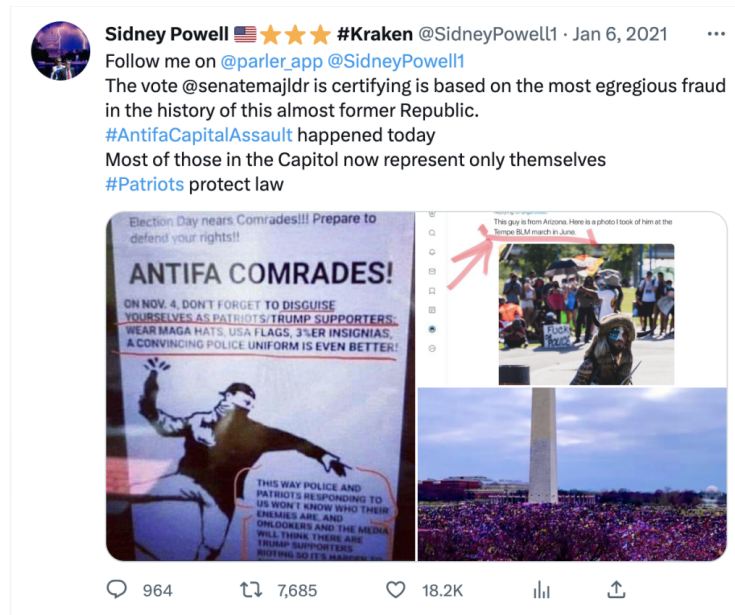 Sidney Powell 🇺🇸⭐⭐⭐ #Kraken @SidneyPowell1 · Jan 6, 2021
Follow me on @parler_app @SidneyPowell1
The vote @senatemajldr is certifying is based on the most egregious fraud
in the history of this almost former Republic.
#AntifaCapitalAssault happened today
Most of those in the Capitol now represent only themselves
#Patriots protect law
Election Day nears Comrades!!! Prepare to
defend your rights!!
ANTIFA COMRADES!
ON NOV. 4, DON'T FORGET TO DISGUISE
YOURSELVES AS PATRIOTS/TRUMP SUPPORTERS:
WEAR MAGA HATS, USA FLAGS, 3%ER INSIGNIAS,
A CONVINCING POLICE UNIFORM IS EVEN BETTER!
THIS WAY POLICE AND
PATRIOTS RESPONDING TO
US WON'T KNOW WHO THEIR
ENEMIES ARE, AND
ONLOOKERS AND THE MEDIA
WILL THINK THERE ARE
TRUMP SUPPORTERS
RIOTING SO IT'S HARDER TO
This guy is from Arizona. Here is a photo I took of him at the
Tempe BLM march in June.
FUCK
POLICE
964
7,685
18.2K